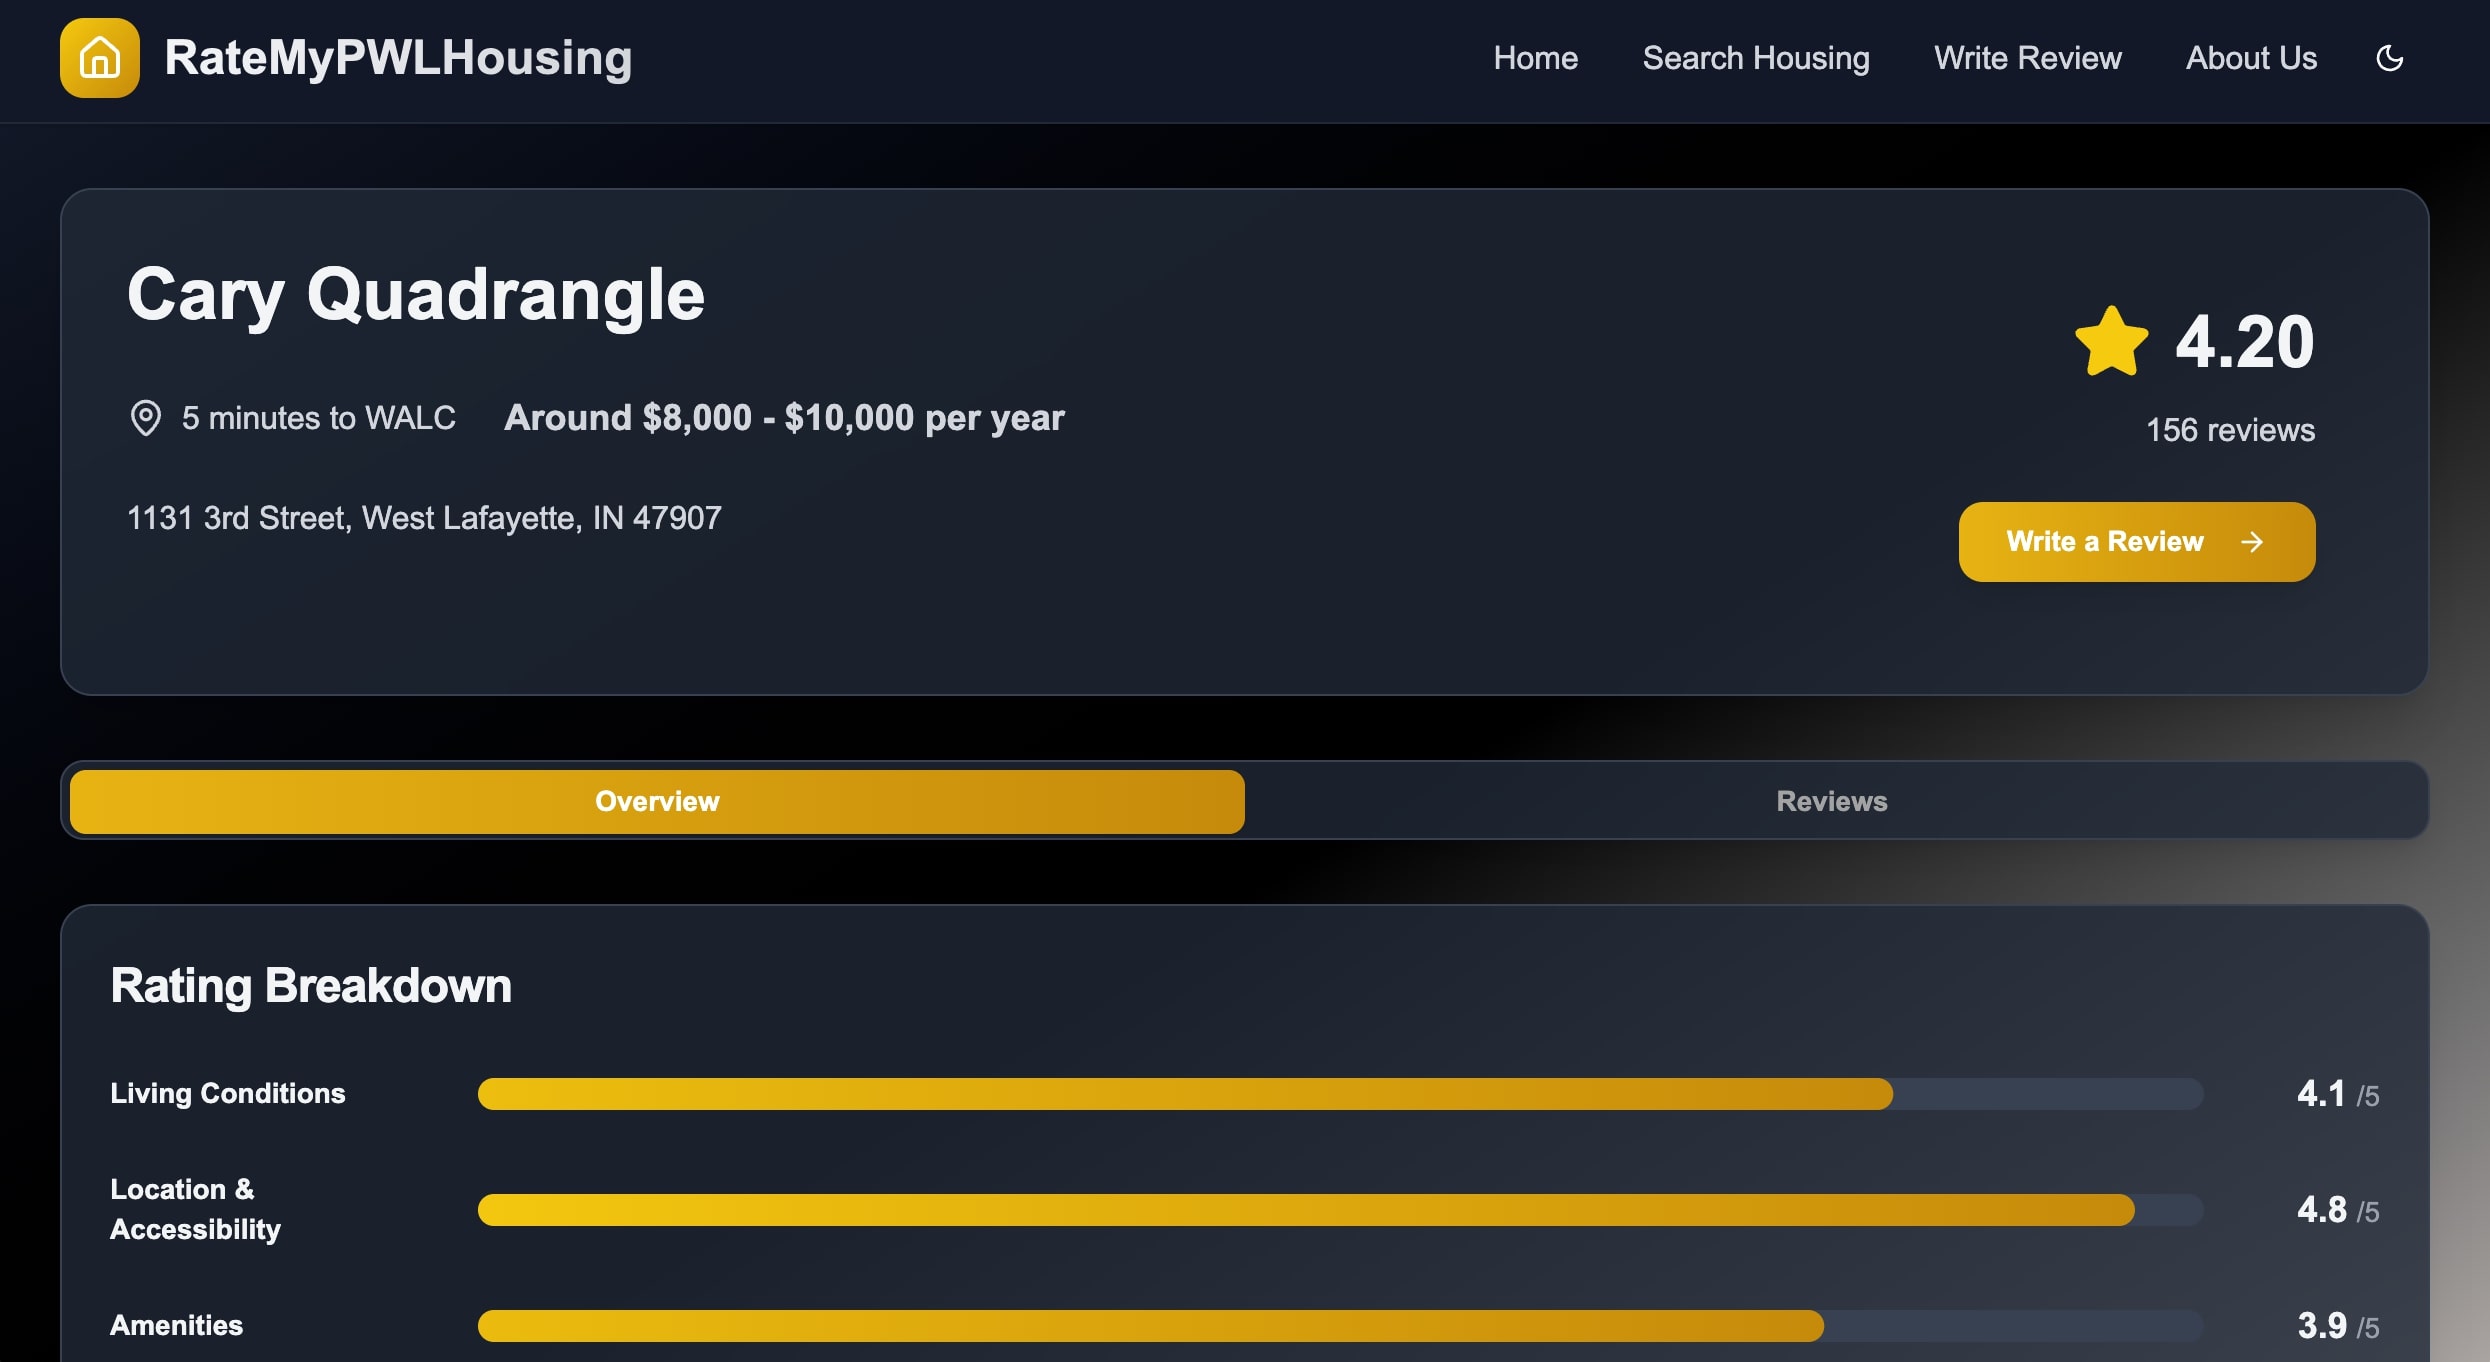 RateMyPWLHousing
Home
Search Housing
Write Review
About Us
Cary Quadrangle
5 minutes to WALC
Around $8,000 - $10,000 per year
1131 3rd Street, West Lafayette, IN 47907
4.20
156 reviews
Write a Review
Overview
Reviews
Rating Breakdown
Living Conditions
4.1 /5
Location &
Accessibility
4.8 /5
Amenities
3.9 /5